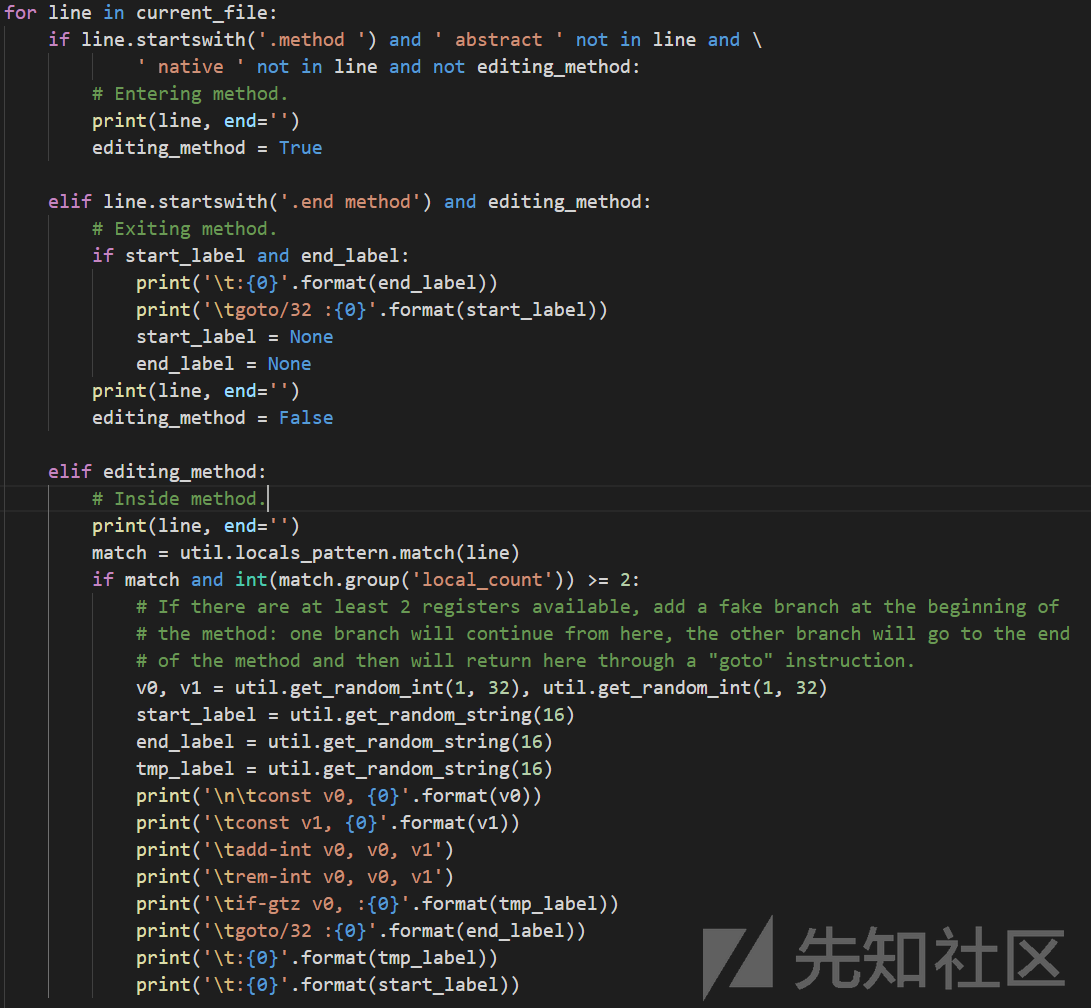 for line in current_file:
    if line.startswith('.method ') and ' abstract ' not in line and \
            ' native ' not in line and not editing_method:
        # Entering method.
        print(line, end='')
        editing_method = True

    elif line.startswith('.end method') and editing_method:
        # Exiting method.
        if start_label and end_label:
            print('\t:{0}'.format(end_label))
            print('\tgoto/32 :{0}'.format(start_label))
            start_label = None
            end_label = None
        print(line, end='')
        editing_method = False

    elif editing_method:
        # Inside method.
        print(line, end='')
        match = util.locals_pattern.match(line)
        if match and int(match.group('local_count')) >= 2:
            # If there are at least 2 registers available, add a fake branch at the beginning of
            # the method: one branch will continue from here, the other branch will go to the end
            # of the method and then will return here through a "goto" instruction.
            v0, v1 = util.get_random_int(1, 32), util.get_random_int(1, 32)
            start_label = util.get_random_string(16)
            end_label = util.get_random_string(16)
            tmp_label = util.get_random_string(16)
            print('\n\tconst v0, {0}'.format(v0))
            print('\tconst v1, {0}'.format(v1))
            print('\tadd-int v0, v0, v1')
            print('\trem-int v0, v0, v1')
            print('\tif-gtz v0, :{0}'.format(tmp_label))
            print('\tgoto/32 :{0}'.format(end_label))
            print('\t:{0}'.format(tmp_label))
            print('\t:{0}'.format(start_label))
先知社区